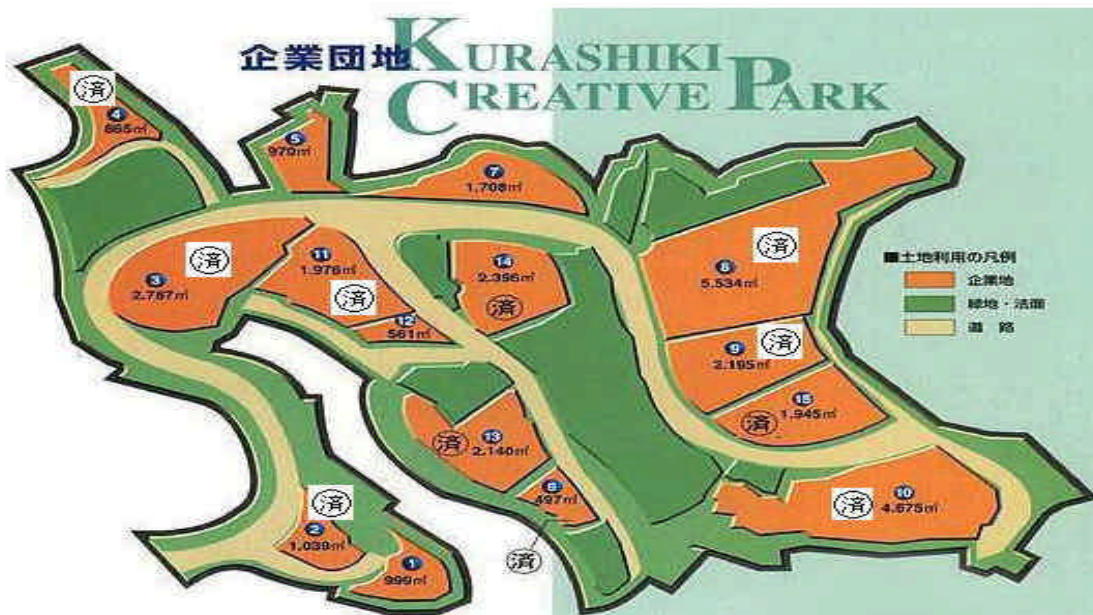 企業団地
KURASHIKI
CREATIVE PARK
済
4
865㎡
5
970㎡
7
1.708㎡
済
3
2.787㎡
11
1.976㎡
済
12
561㎡
14
2.356㎡
済
済
8
5.534㎡
■土地利用の凡例
企業地
緑地・法面
道路
9
済
2.195㎡
15
1.945㎡
済
済
13
2.140㎡
6
497㎡
済
済
10
4.675㎡
済
2
1.039㎡
1
999㎡